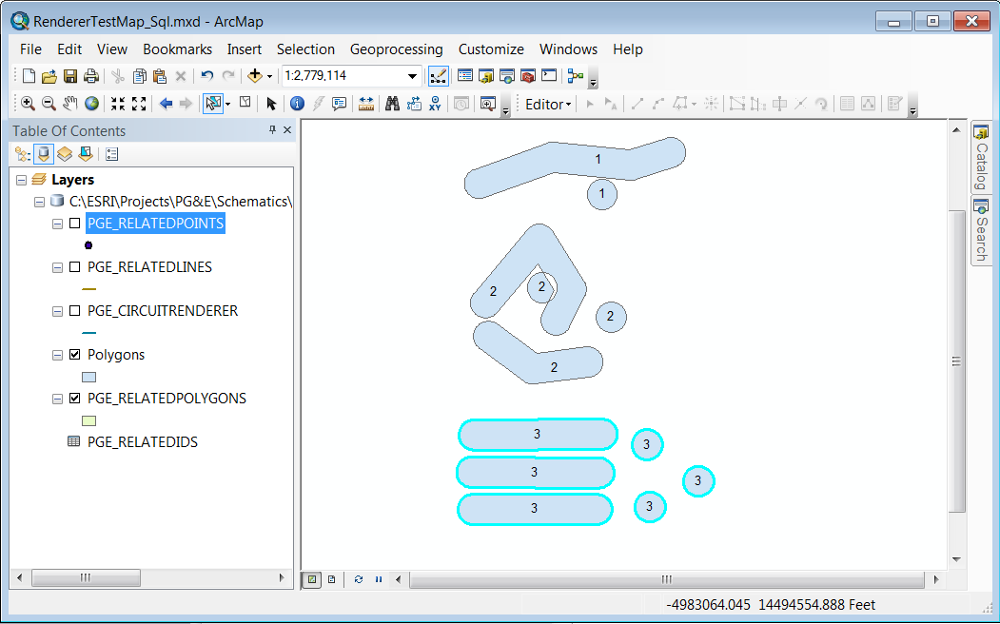 RendererTestMap_Sql.mxd - ArcMap
File Edit View Bookmarks Insert Selection Geoprocessing Customize Windows Help
1:2,779,114
XY
Editor
Table Of Contents
Layers
C:\ESRI\Projects\PG&E\Schematics\
PGE_RELATEDPOINTS
PGE_RELATEDLINES
PGE_CIRCUITRENDERER
Polygons
PGE_RELATEDPOLYGONS
PGE_RELATEDIDS
1
1
2
2
2
2
3
3
3
3
3
3
Catalog
Search
-4983064.045 14494554.888 Feet